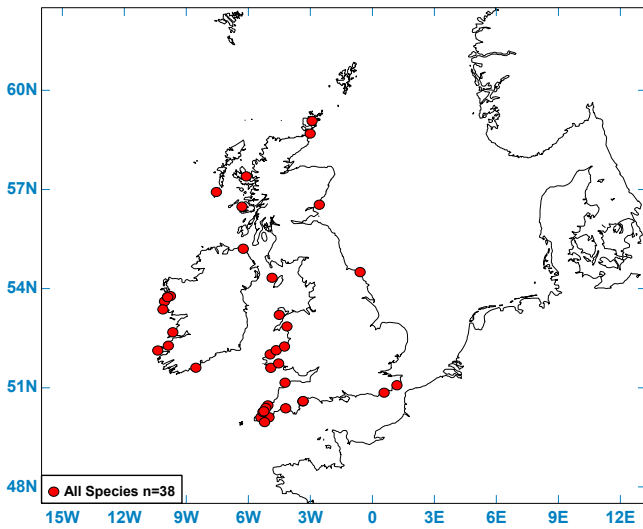 60N
57N
54N
51N
48N
All Species n=38
15W 12W 9W 6W 3W 0 3E 6E 9E 12E